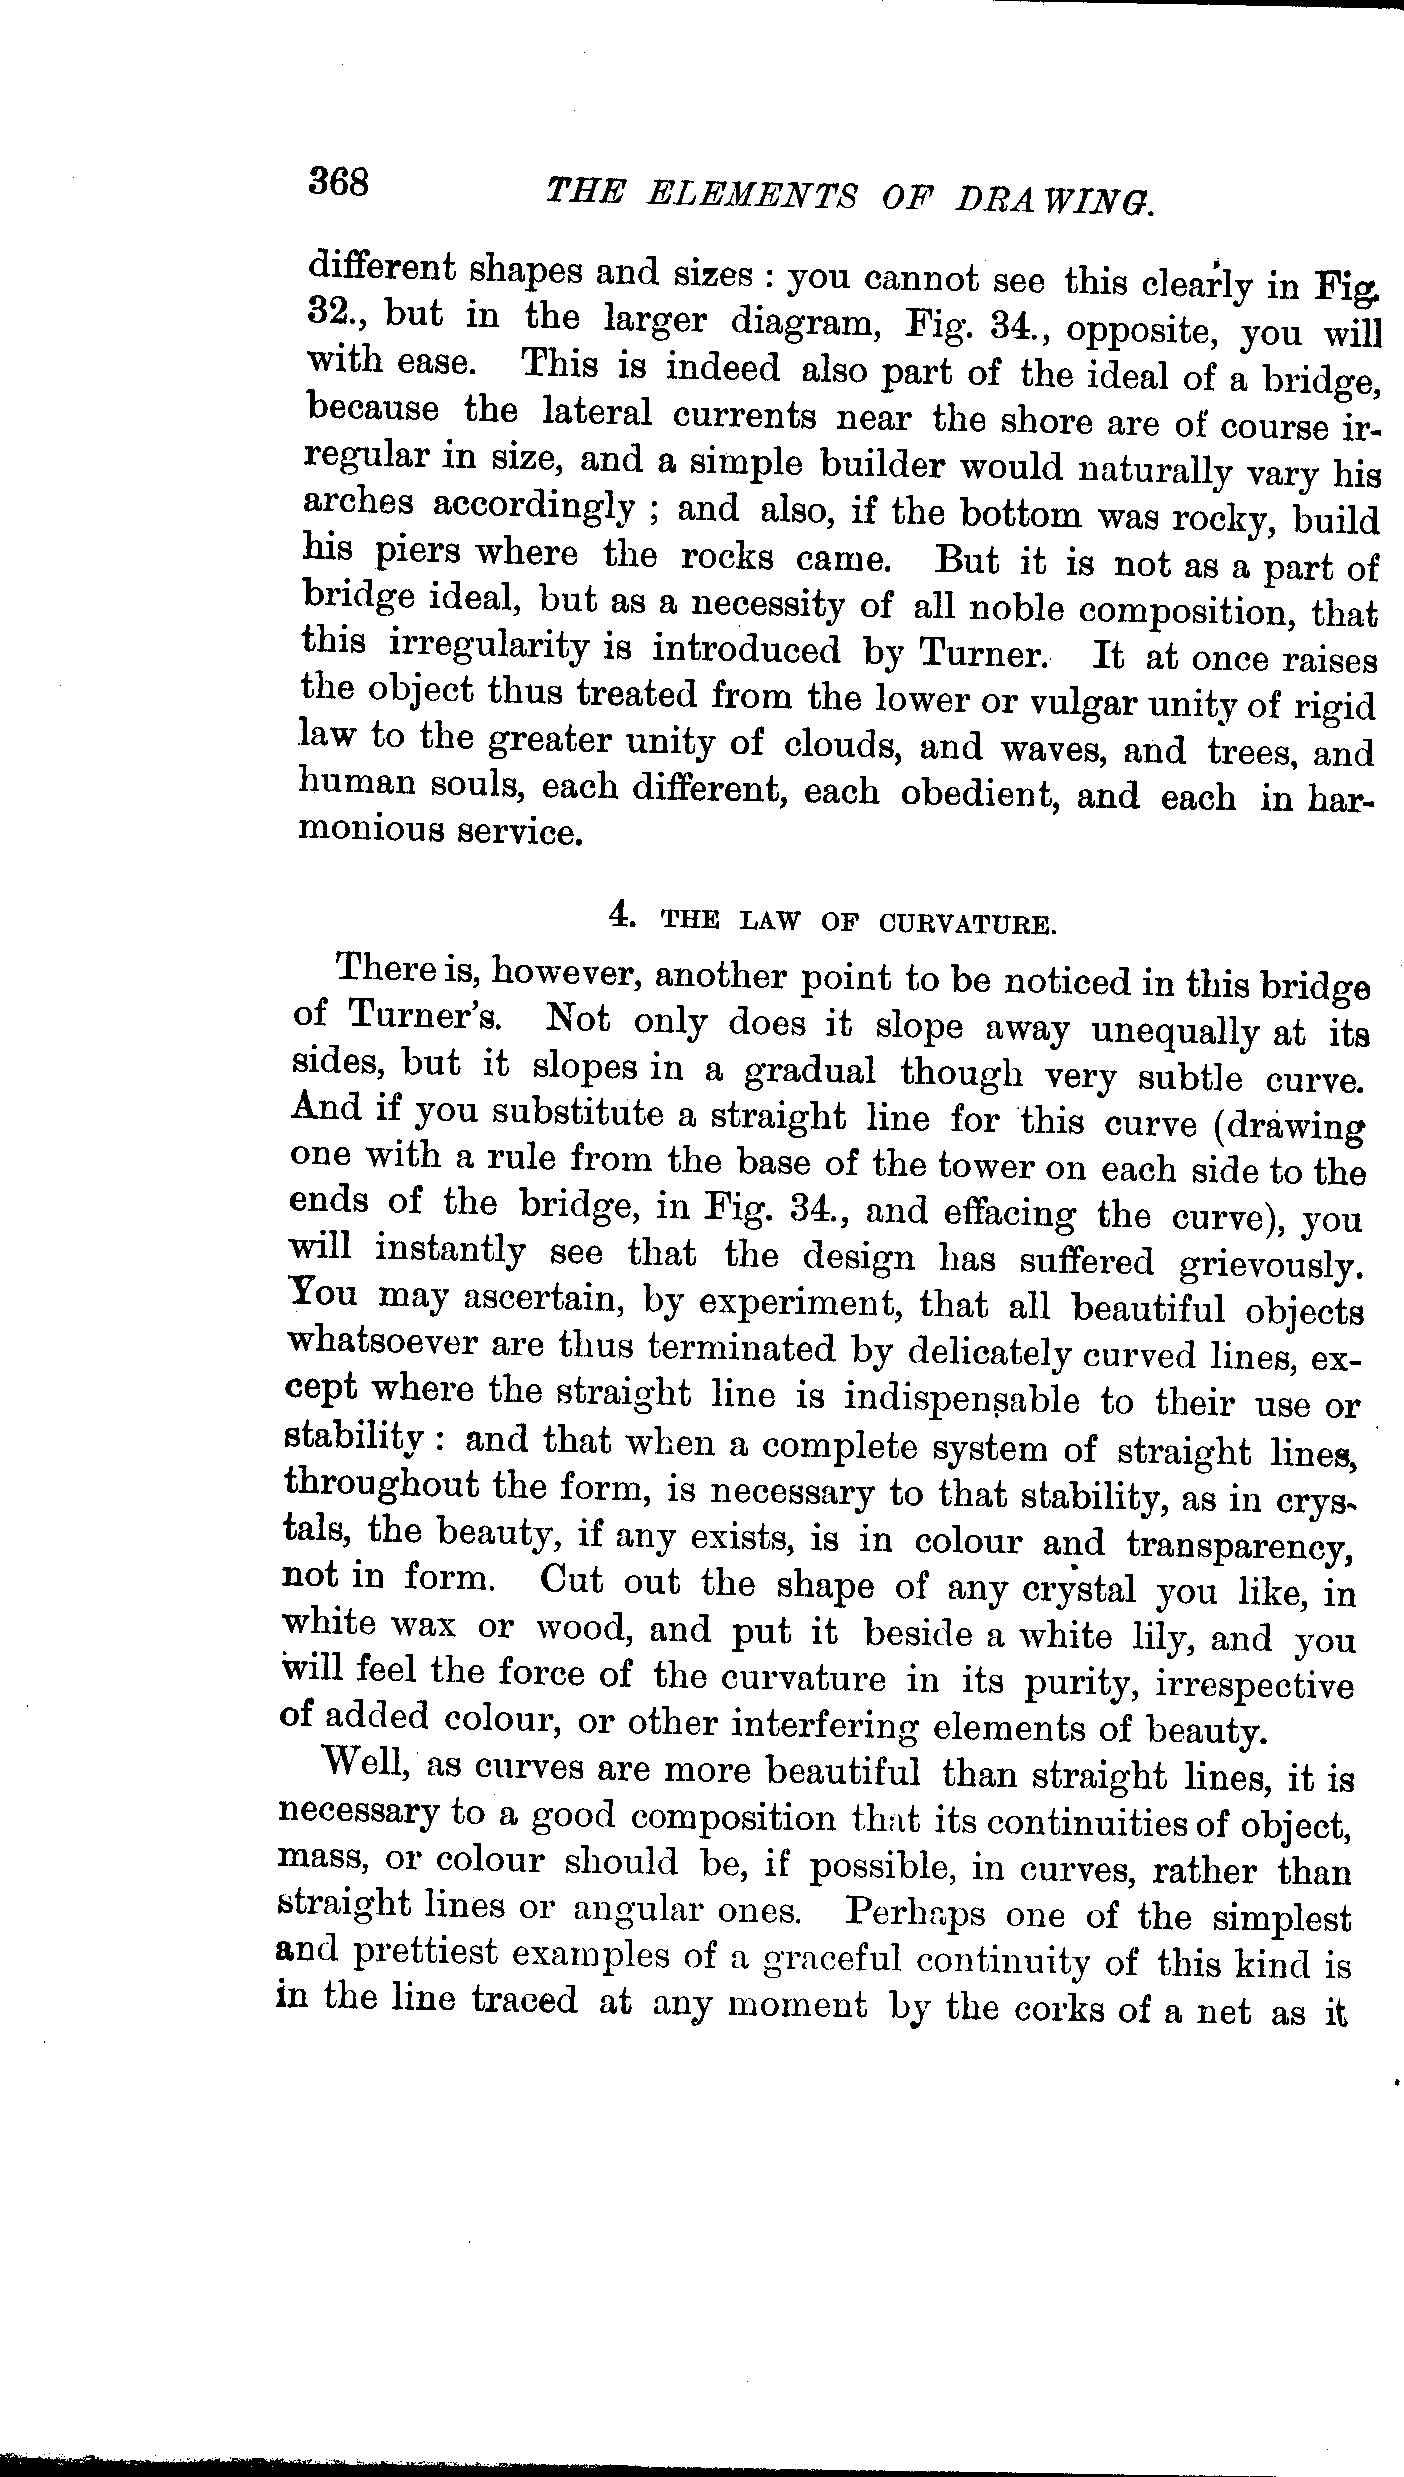 368 THE ELEMENTS OF DRAWING.
different shapes and sizes : you cannot see this clearly in Fig.
32., but in the larger diagram, Fig. 34., opposite, you will
with ease. This is indeed also part of the ideal of a bridge,
because the lateral currents near the shore are of course ir-
regular in size, and a simple builder would naturally vary his
arches accordingly ; and also, if the bottom was rocky, build
his piers where the rocks came. But it is not as a part of
bridge ideal, but as a necessity of all noble composition, that
this irregularity is introduced by Turner. It at once raises
the object thus treated from the lower or vulgar unity of rigid
law to the greater unity of clouds, and waves, and trees, and
human souls, each different, each obedient, and each in har-
monious service.
4. THE LAW OF CURVATURE.
There is, however, another point to be noticed in this bridge
of Turner's. Not only does it slope away unequally at its
sides, but it slopes in a gradual though very subtle curve.
And if you substitute a straight line for this curve (drawing
one with a rule from the base of the tower on each side to the
ends of the bridge, in Fig. 34., and effacing the curve), you
will instantly see that the design has suffered grievously.
You may ascertain, by experiment, that all beautiful objects
whatsoever are thus terminated by delicately curved lines, ex-
cept where the straight line is indispensable to their use or
stability : and that when a complete system of straight lines,
throughout the form, is necessary to that stability, as in crys-
tals, the beauty, if any exists, is in colour and transparency,
not in form. Cut out the shape of any crystal you like, in
white wax or wood, and put it beside a white lily, and you
will feel the force of the curvature in its purity, irrespective
of added colour, or other interfering elements of beauty.
Well, as curves are more beautiful than straight lines, it is
necessary to a good composition that its continuities of object,
mass, or colour should be, if possible, in curves, rather than
straight lines or angular ones. Perhaps one of the simplest
and prettiest examples of a graceful continuity of this kind is
in the line traced at any moment by the corks of a net as it